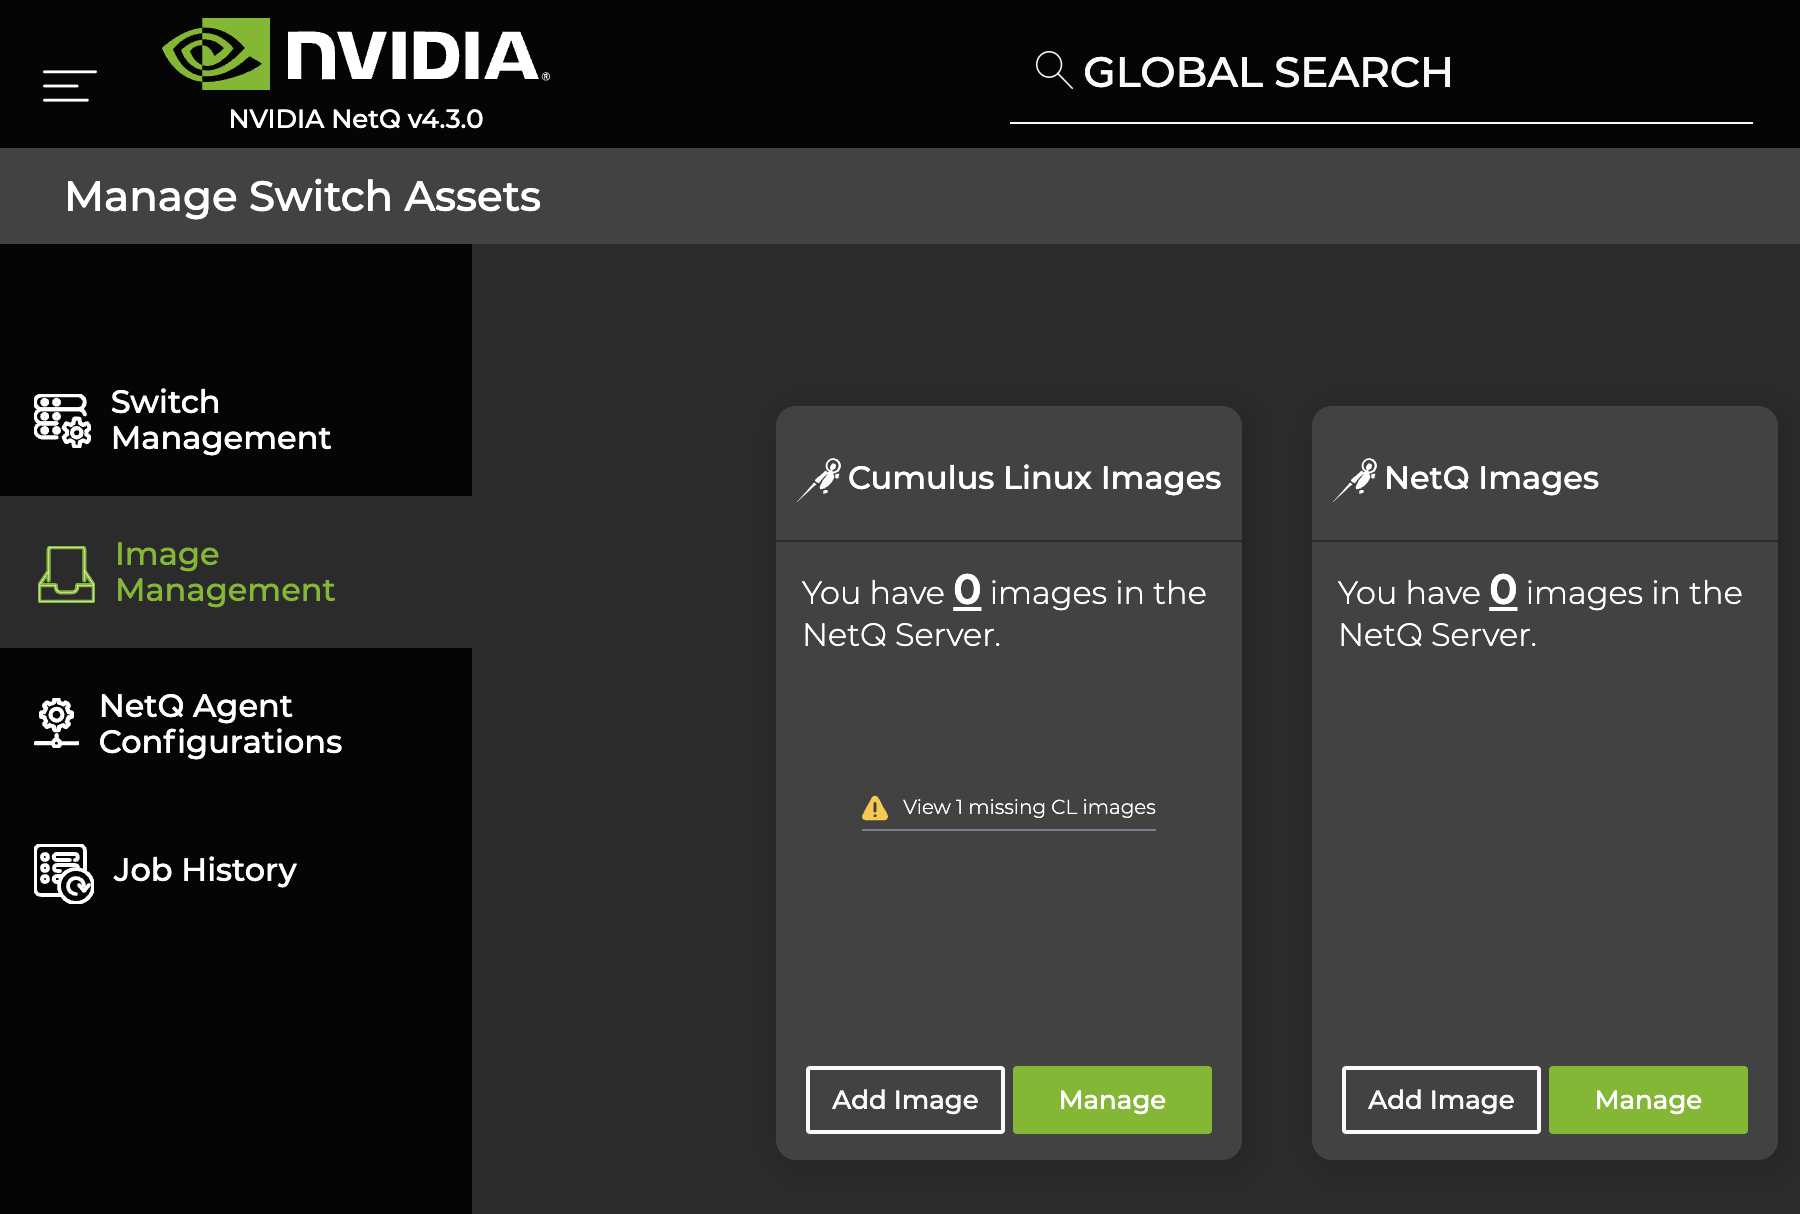 NVIDIA®
NVIDIA NetQ v4.3.0
GLOBAL SEARCH
Manage Switch Assets
Switch
Management
Image
Management
NetQ Agent
Configurations
Job History
Cumulus Linux Images
You have 0 images in the
NetQ Server.
View 1 missing CL images
Add Image
Manage
NetQ Images
You have 0 images in the
NetQ Server.
Add Image
Manage